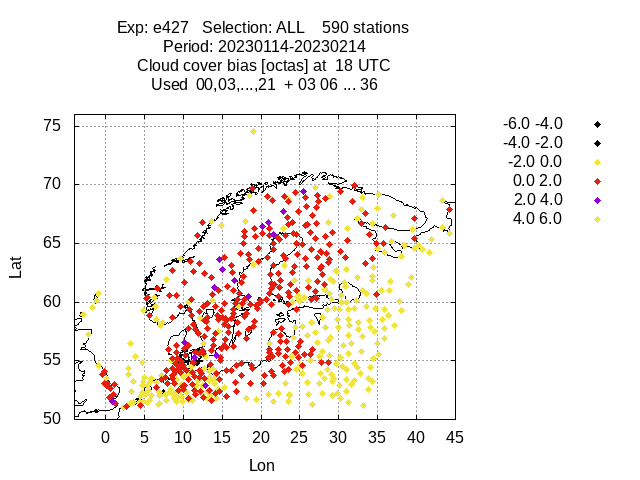 Exp: e427 Selection: ALL 590 stations
Period: 20230114-20230214
Cloud cover bias [octas] at 18 UTC
Used 00,03,...,21 + 03 06 ... 36
-6.0 -4.0
-4.0 -2.0
-2.0 0.0
0.0 2.0
2.0 4.0
4.0 6.0
75
70
65
60
55
50
Lat
0 5 10 15 20 25 30 35 40 45
Lon